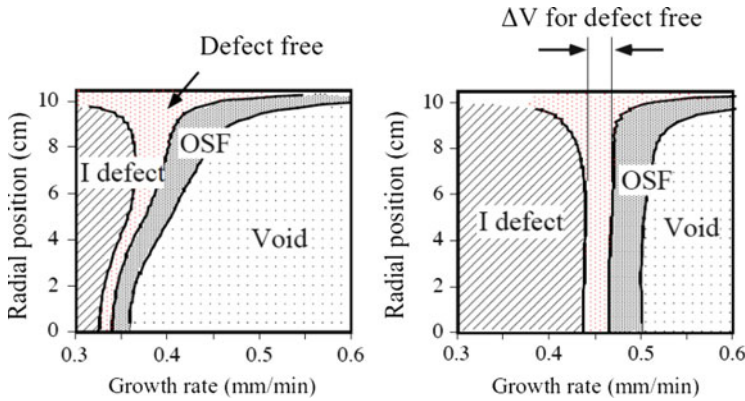 Defect free
ΔV for defect free
10
8
6
4
2
0
Radial position (cm)
I defect
OSF
Void
0.3
0.4
0.5
0.6
Growth rate (mm/min)
10
8
6
4
2
0
Radial position (cm)
I defect
OSF
Void
0.3
0.4
0.5
0.6
Growth rate (mm/min)